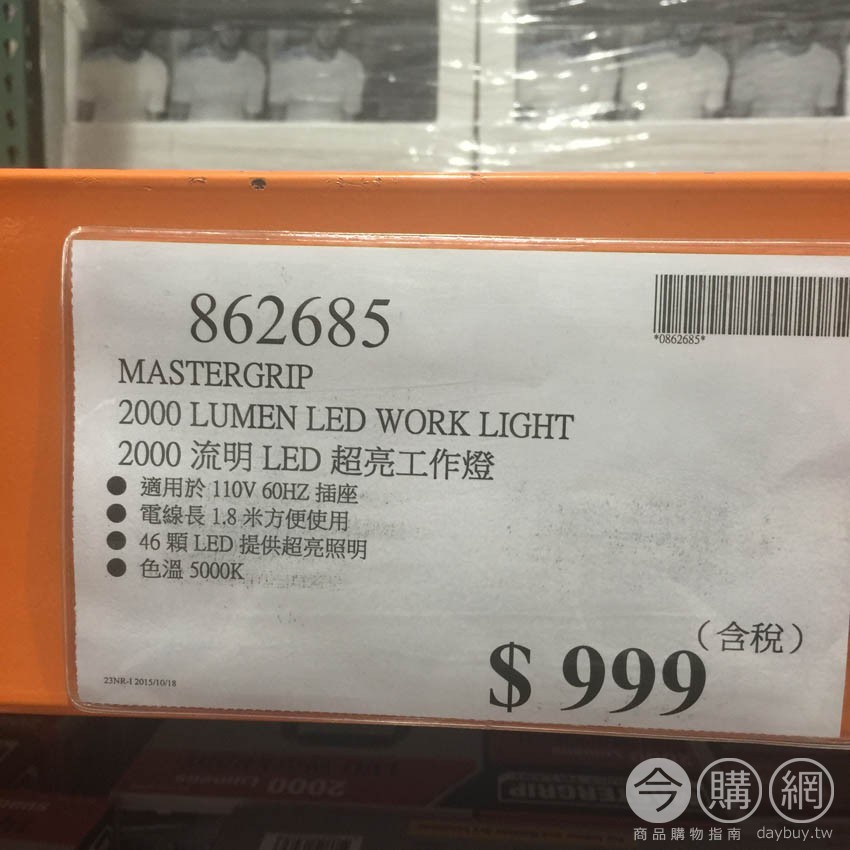 862685
*0862685*
MASTERGRIP
2000 LUMEN LED WORK LIGHT
2000 流明 LED 超亮工作燈
● 適用於 110V 60HZ 插座
● 電線長 1.8 米方便使用
● 46 顆 LED 提供超亮照明
● 色溫 5000K
(含稅)
$ 999
23NR-1 2015/10/18
2000 Lumens
今購網
商品購物指南 daybuy.tw